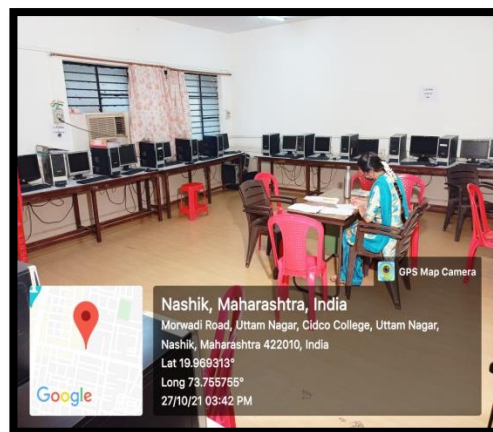 GPS Map Camera
Nashik, Maharashtra, India
Morwadi Road, Uttam Nagar, Cidco College, Uttam Nagar,
Nashik, Maharashtra 422010, India
Lat 19.969313°
Long 73.755755°
27/10/21 03:42 PM
Google